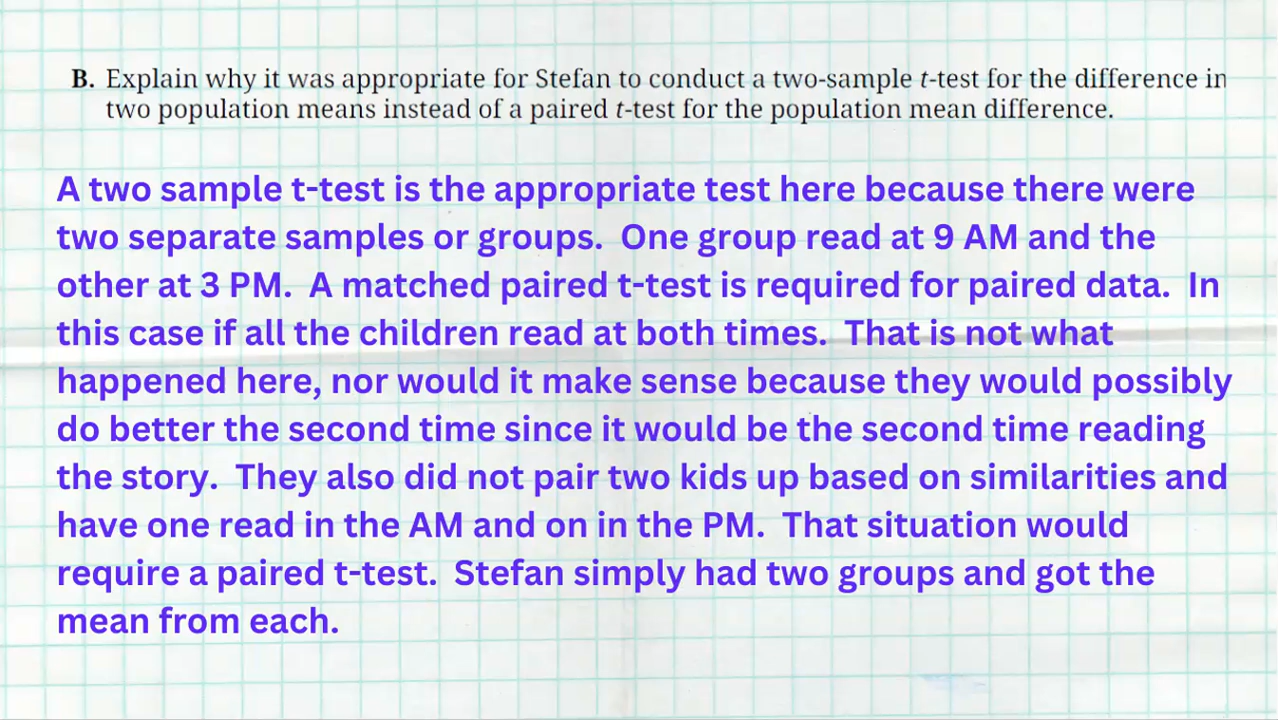 B. Explain why it was appropriate for Stefan to conduct a two-sample t-test for the difference in
two population means instead of a paired t-test for the population mean difference.
A two sample t-test is the appropriate test here because there were
two separate samples or groups.  One group read at 9 AM and the
other at 3 PM.  A matched paired t-test is required for paired data.  In
this case if all the children read at both times.  That is not what
happened here, nor would it make sense because they would possibly
do better the second time since it would be the second time reading
the story.  They also did not pair two kids up based on similarities and
have one read in the AM and on in the PM.  That situation would
require a paired t-test.  Stefan simply had two groups and got the
mean from each.